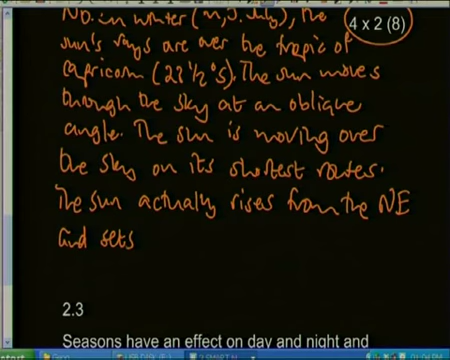 No. in winter (M, J, July), the
4 x 2 (8)
sun's rays are over the tropic of
capricorn (23 ½ °S). The sun moves
through the sky at an oblique
angle. The sun is moving over
the sky on its shortest routes.
The sun actually rises from the NE
and sets
2.3
Seasons have an effect on day and night and
start